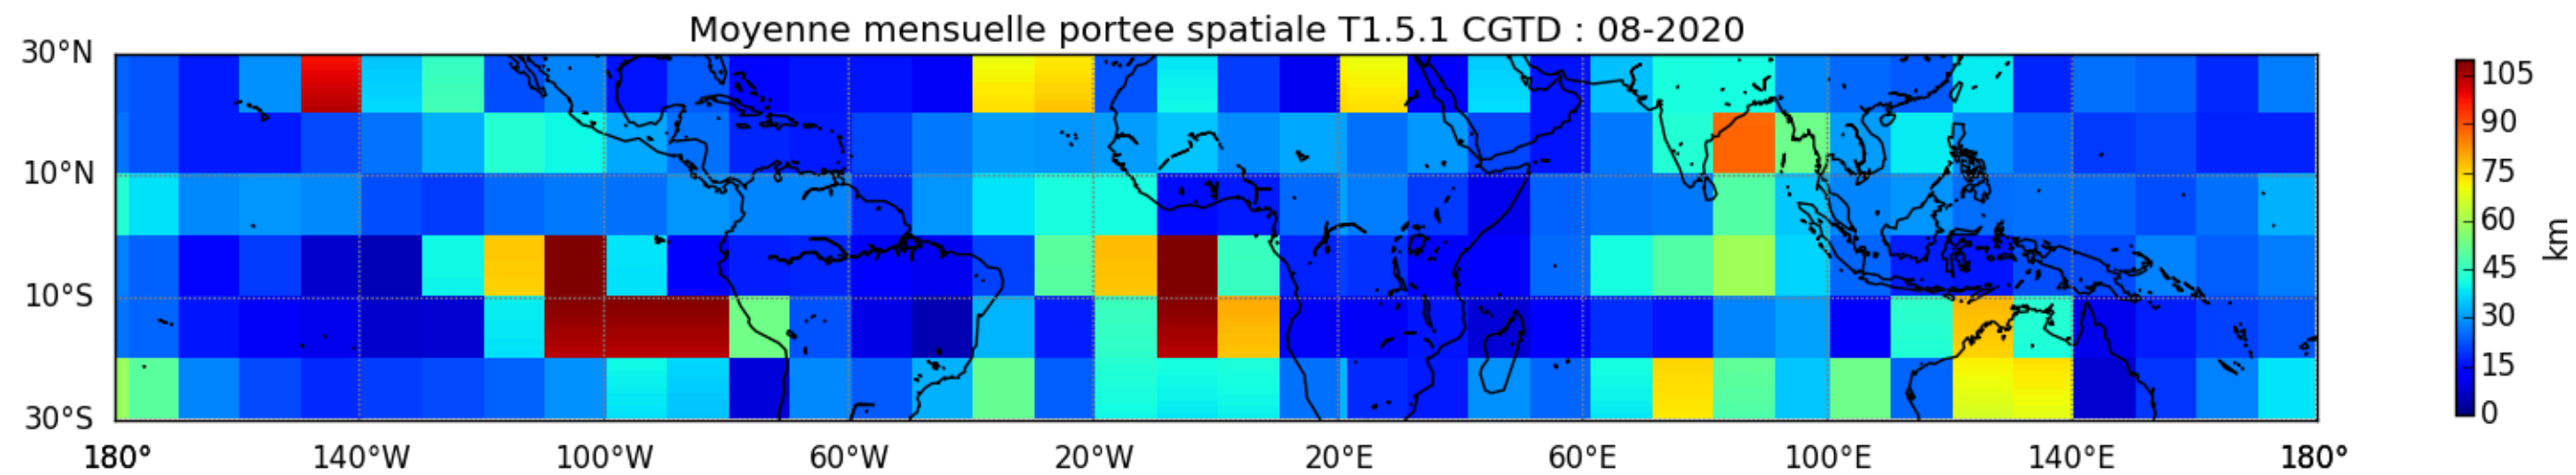 Moyenne mensuelle portee spatiale T1.5.1 CGTD : 08-2020
30°N
10°N
10°S
30°S
180° 140°W 100°W 60°W 20°W 20°E 60°E 100°E 140°E 180°
105
90
75
60
45
30
15
0
km